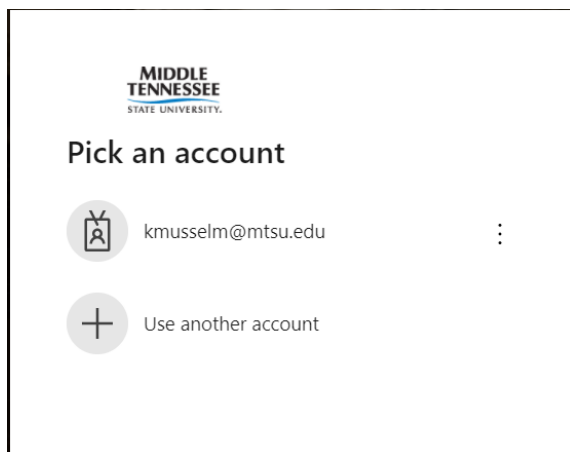 MIDDLE
TENNESSEE
STATE UNIVERSITY.
Pick an account
kmusselm@mtsu.edu
Use another account